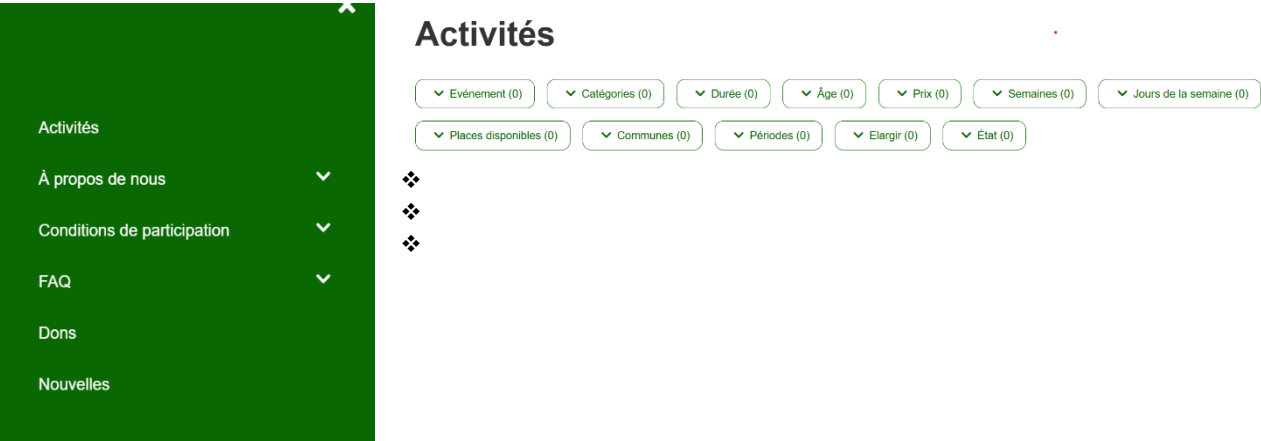 Activités
À propos de nous
Conditions de participation
FAQ
Dons
Nouvelles
Activités
Evénement (0) Catégories (0) Durée (0) Âge (0) Prix (0) Semaines (0) Jours de la semaine (0)
Places disponibles (0) Communes (0) Périodes (0) Elargir (0) État (0)